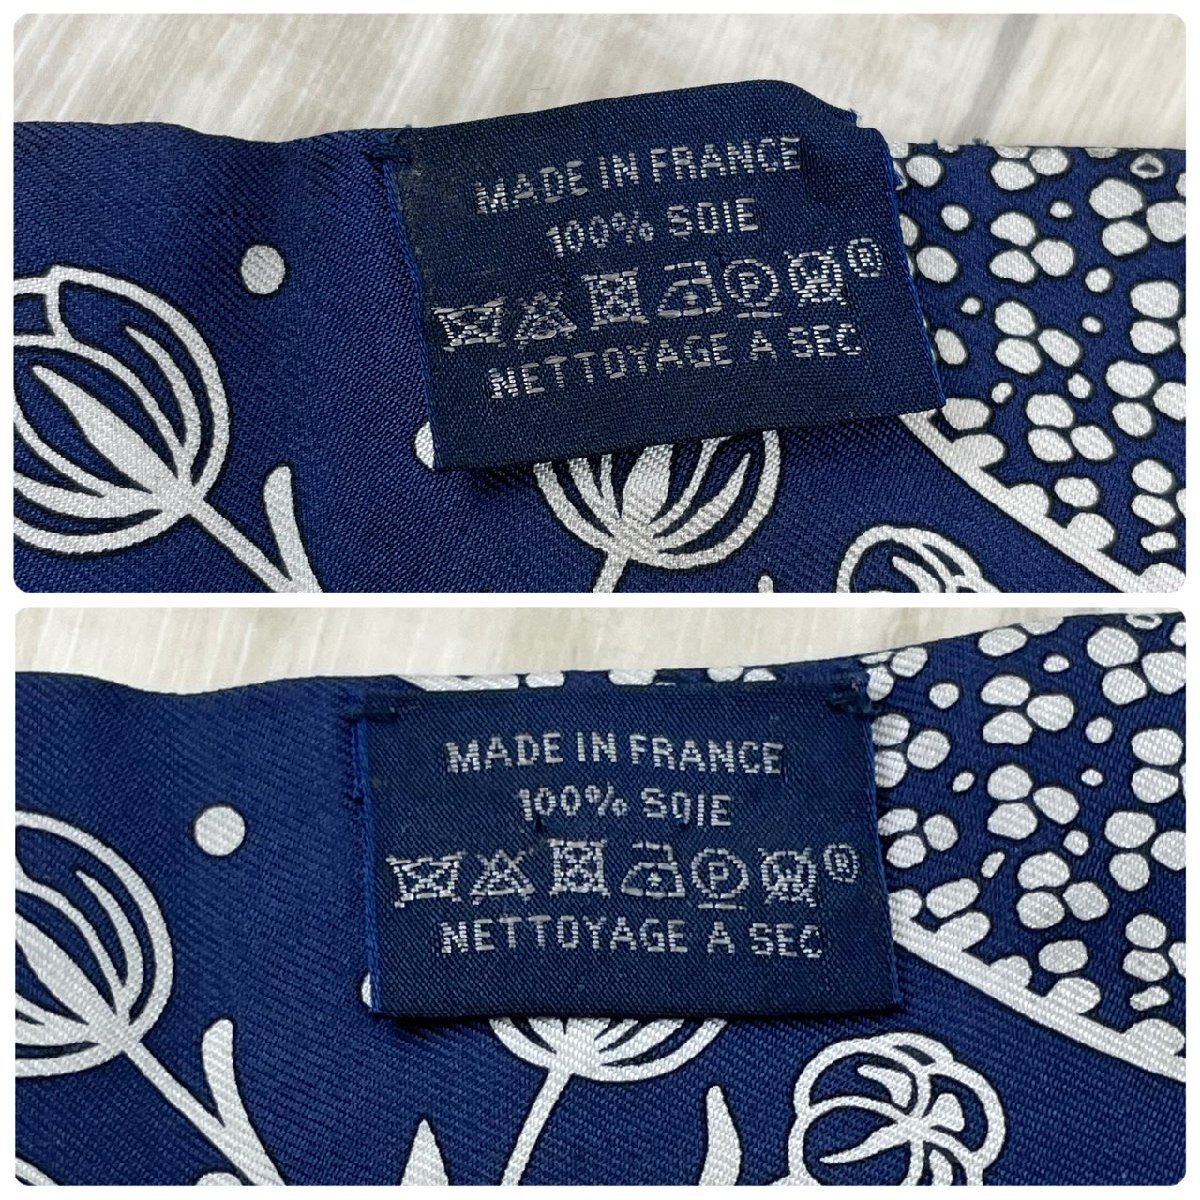 MADE IN FRANCE
100% SOIE
P ®
NETTOYAGE A SEC
MADE IN FRANCE
100% SOIE
P ®
NETTOYAGE A SEC